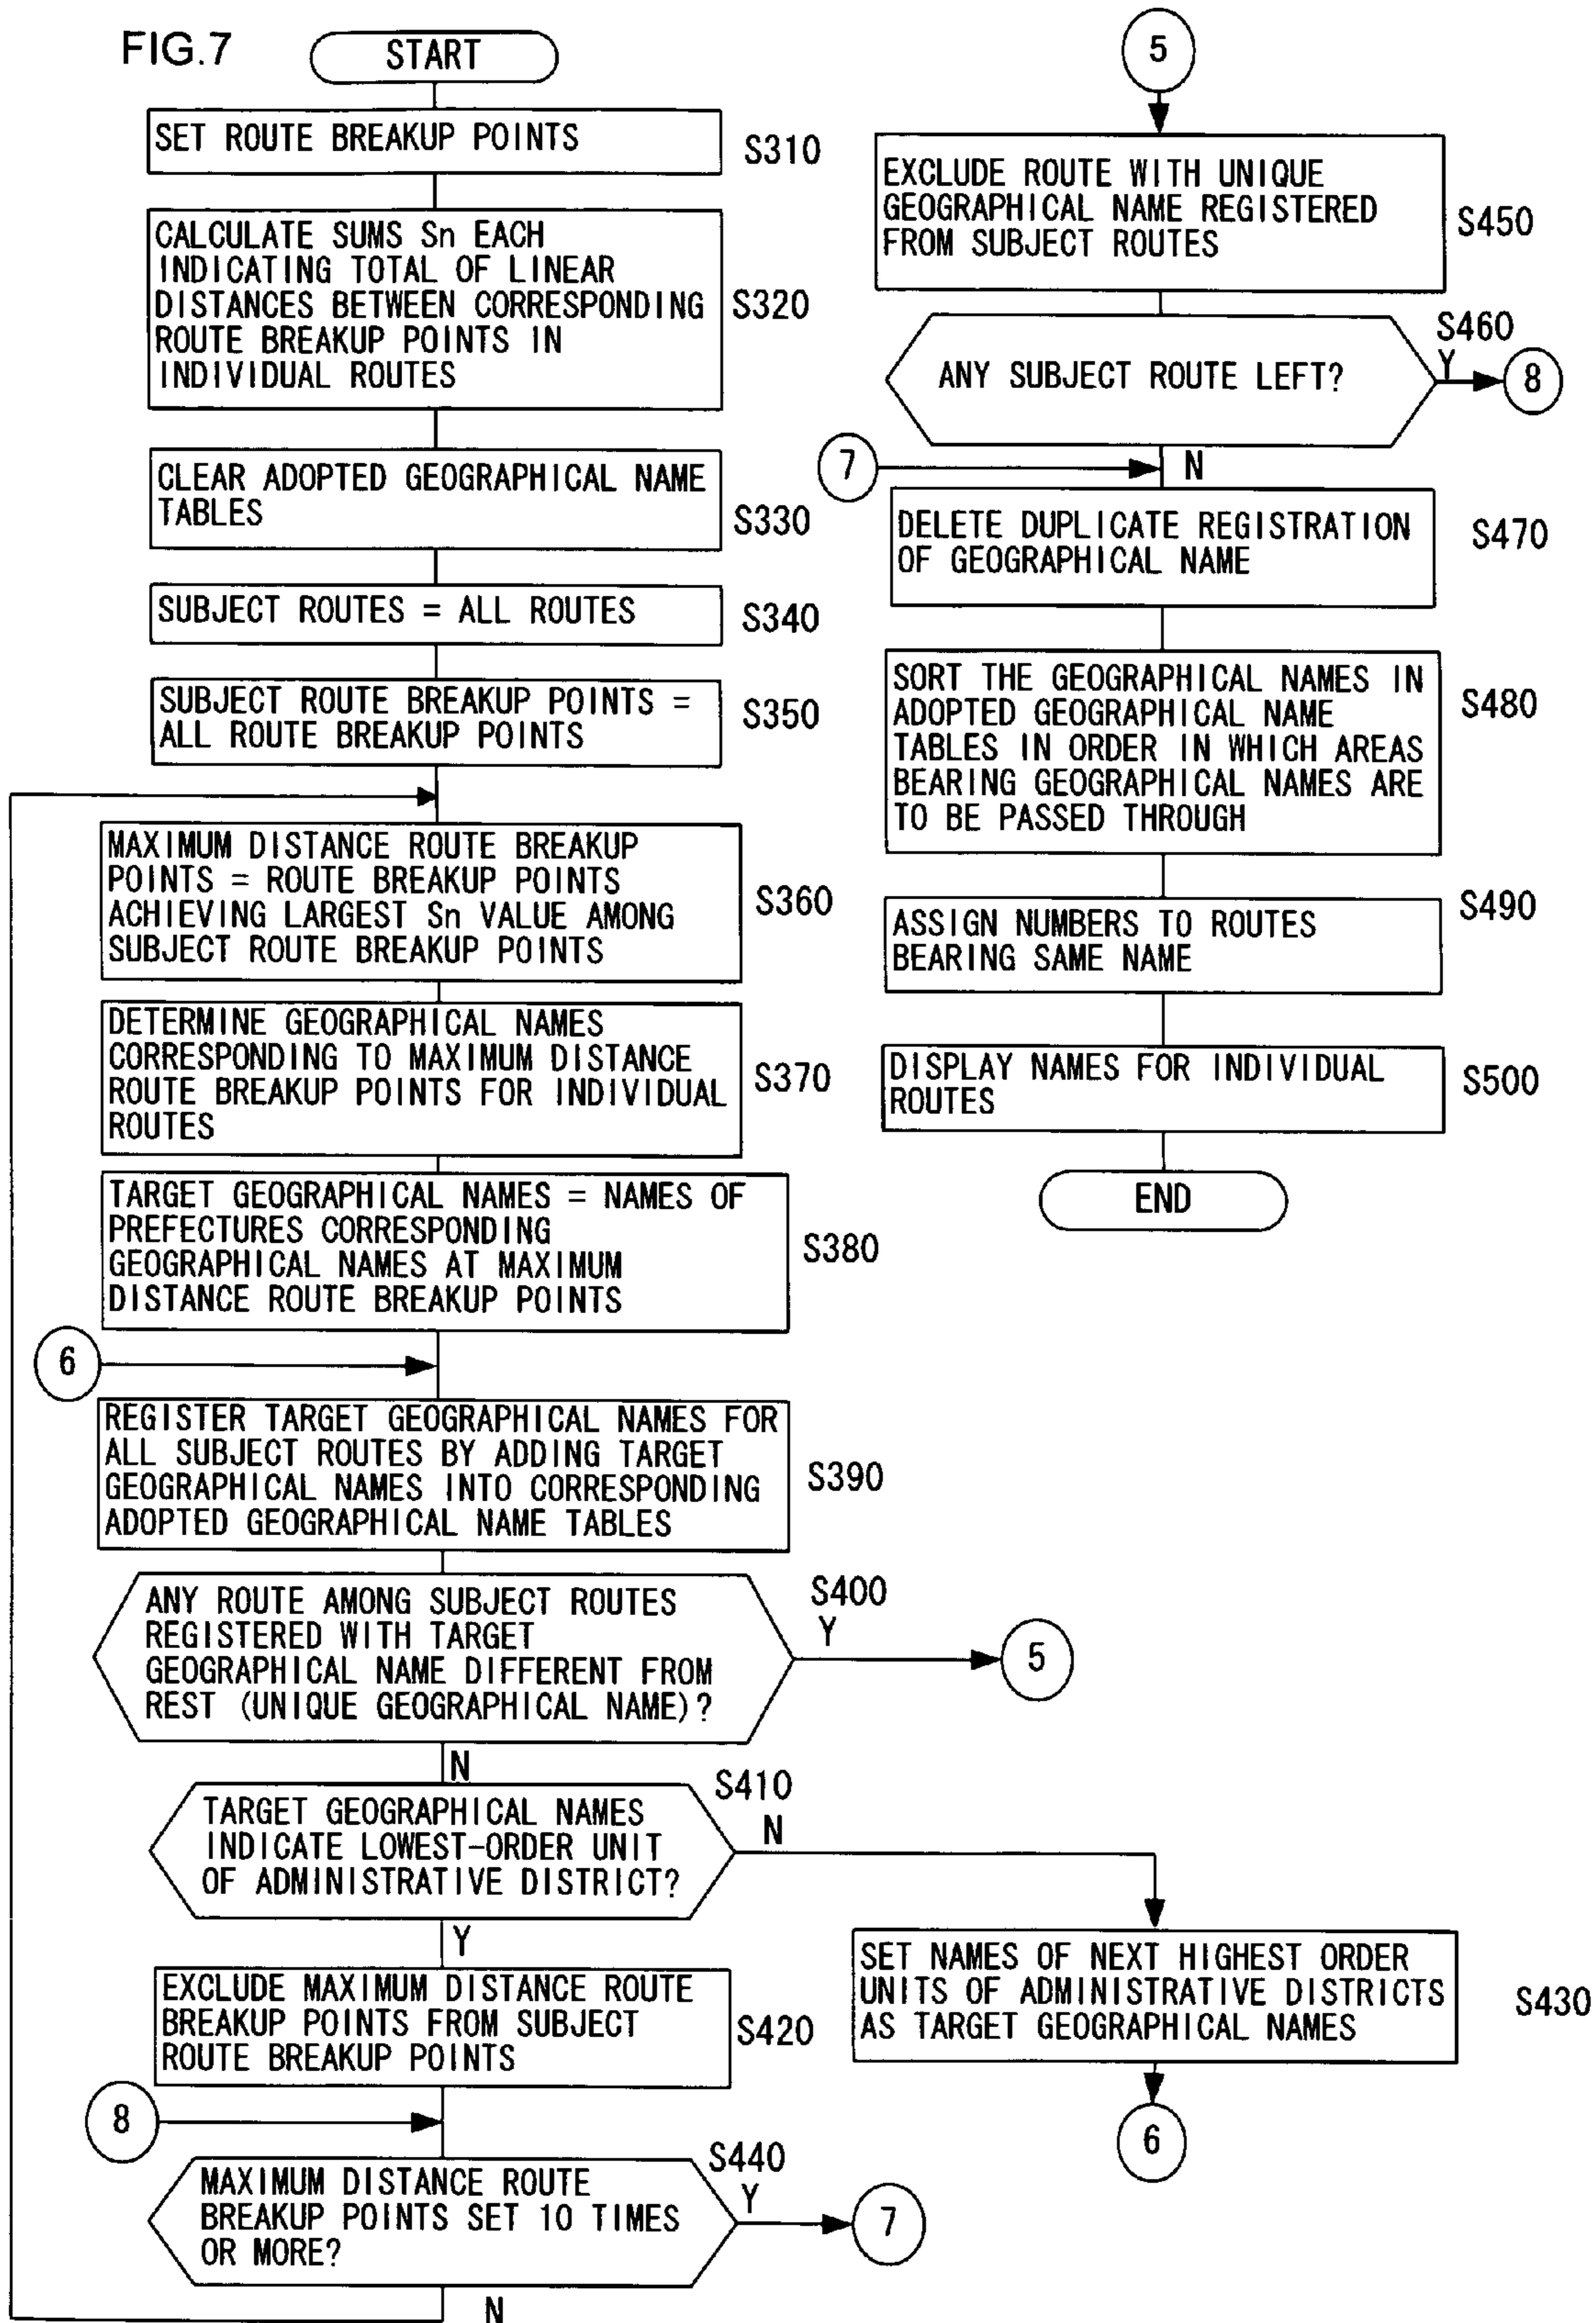 FIG.7
START
SET ROUTE BREAKUP POINTS
S310
CALCULATE SUMS Sn EACH
INDICATING TOTAL OF LINEAR
DISTANCES BETWEEN CORRESPONDING
ROUTE BREAKUP POINTS IN
INDIVIDUAL ROUTES
S320
CLEAR ADOPTED GEOGRAPHICAL NAME
TABLES
S330
SUBJECT ROUTES = ALL ROUTES
S340
SUBJECT ROUTE BREAKUP POINTS =
ALL ROUTE BREAKUP POINTS
S350
MAXIMUM DISTANCE ROUTE BREAKUP
POINTS = ROUTE BREAKUP POINTS
ACHIEVING LARGEST Sn VALUE AMONG
SUBJECT ROUTE BREAKUP POINTS
S360
DETERMINE GEOGRAPHICAL NAMES
CORRESPONDING TO MAXIMUM DISTANCE
ROUTE BREAKUP POINTS FOR INDIVIDUAL
ROUTES
S370
TARGET GEOGRAPHICAL NAMES = NAMES OF
PREFECTURES CORRESPONDING
GEOGRAPHICAL NAMES AT MAXIMUM
DISTANCE ROUTE BREAKUP POINTS
S380
6
REGISTER TARGET GEOGRAPHICAL NAMES FOR
ALL SUBJECT ROUTES BY ADDING TARGET
GEOGRAPHICAL NAMES INTO CORRESPONDING
ADOPTED GEOGRAPHICAL NAME TABLES
S390
ANY ROUTE AMONG SUBJECT ROUTES
REGISTERED WITH TARGET
GEOGRAPHICAL NAME DIFFERENT FROM
REST (UNIQUE GEOGRAPHICAL NAME)?
S400
Y
5
N
TARGET GEOGRAPHICAL NAMES
INDICATE LOWEST-ORDER UNIT
OF ADMINISTRATIVE DISTRICT?
S410
N
Y
EXCLUDE MAXIMUM DISTANCE ROUTE
BREAKUP POINTS FROM SUBJECT
ROUTE BREAKUP POINTS
S420
SET NAMES OF NEXT HIGHEST ORDER
UNITS OF ADMINISTRATIVE DISTRICTS
AS TARGET GEOGRAPHICAL NAMES
S430
6
8
MAXIMUM DISTANCE ROUTE
BREAKUP POINTS SET 10 TIMES
OR MORE?
S440
Y
7
N
5
EXCLUDE ROUTE WITH UNIQUE
GEOGRAPHICAL NAME REGISTERED
FROM SUBJECT ROUTES
S450
ANY SUBJECT ROUTE LEFT?
S460
Y
8
7
N
DELETE DUPLICATE REGISTRATION
OF GEOGRAPHICAL NAME
S470
SORT THE GEOGRAPHICAL NAMES IN
ADOPTED GEOGRAPHICAL NAME
TABLES IN ORDER IN WHICH AREAS
BEARING GEOGRAPHICAL NAMES ARE
TO BE PASSED THROUGH
S480
ASSIGN NUMBERS TO ROUTES
BEARING SAME NAME
S490
DISPLAY NAMES FOR INDIVIDUAL
ROUTES
S500
END